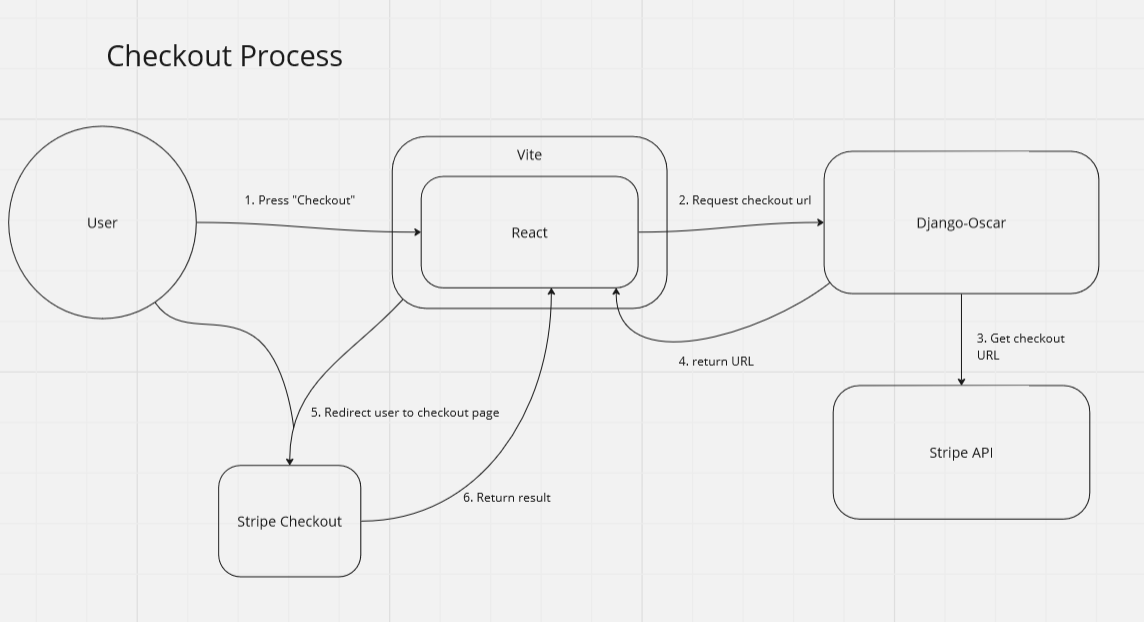 Checkout Process
Vite
1. Press "Checkout"
2. Request checkout url
User
React
Django-Oscar
3. Get checkout
URL
4. return URL
5. Redirect user to checkout page
Stripe API
6. Return result
Stripe Checkout